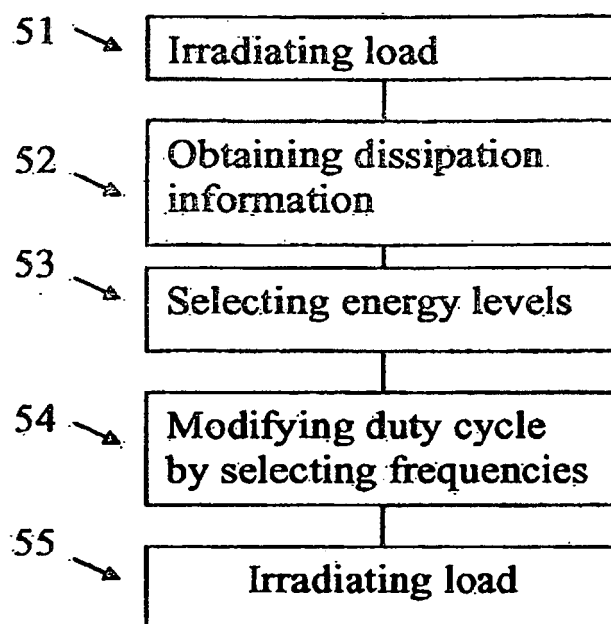 51
Irradiating load
52
Obtaining dissipation
information
53
Selecting energy levels
54
Modifying duty cycle
by selecting frequencies
55
Irradiating load